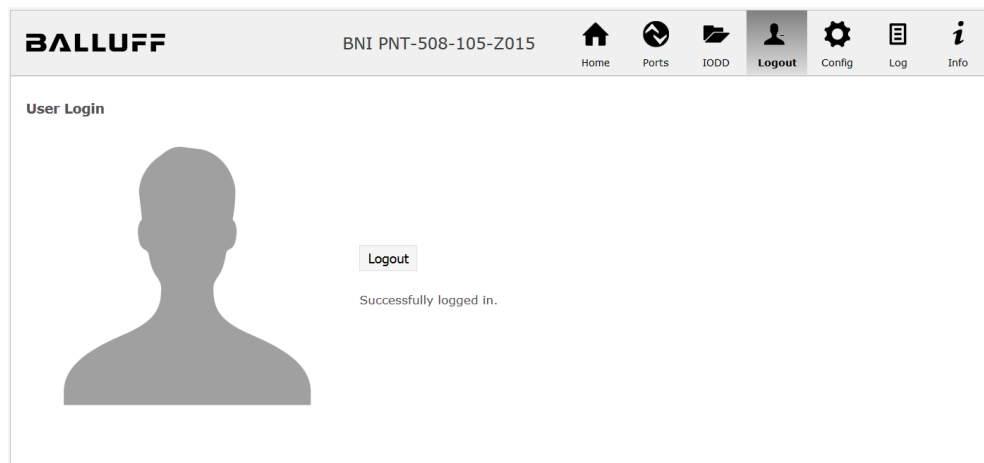 BALLUFF
BNI PNT-508-105-Z015
Home Ports IODD Logout Config Log Info
User Login
Logout
Successfully logged in.